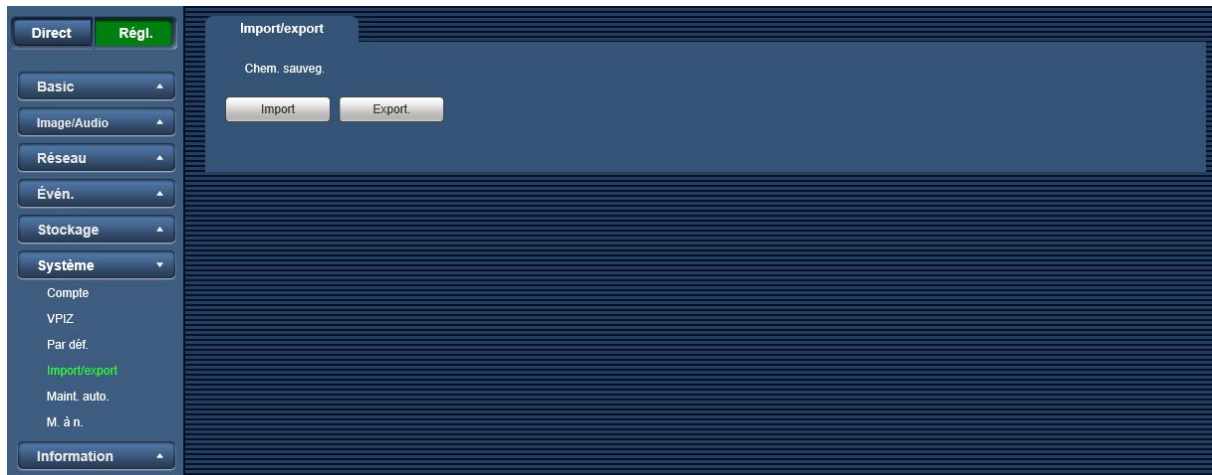 Direct
Régl.
Basic
Image/Audio
Réseau
Évén.
Stockage
Système
Compte
VPIZ
Par déf.
Import/export
Maint. auto.
M. à n.
Information
Import/export
Chem. sauveg.
Import
Export.